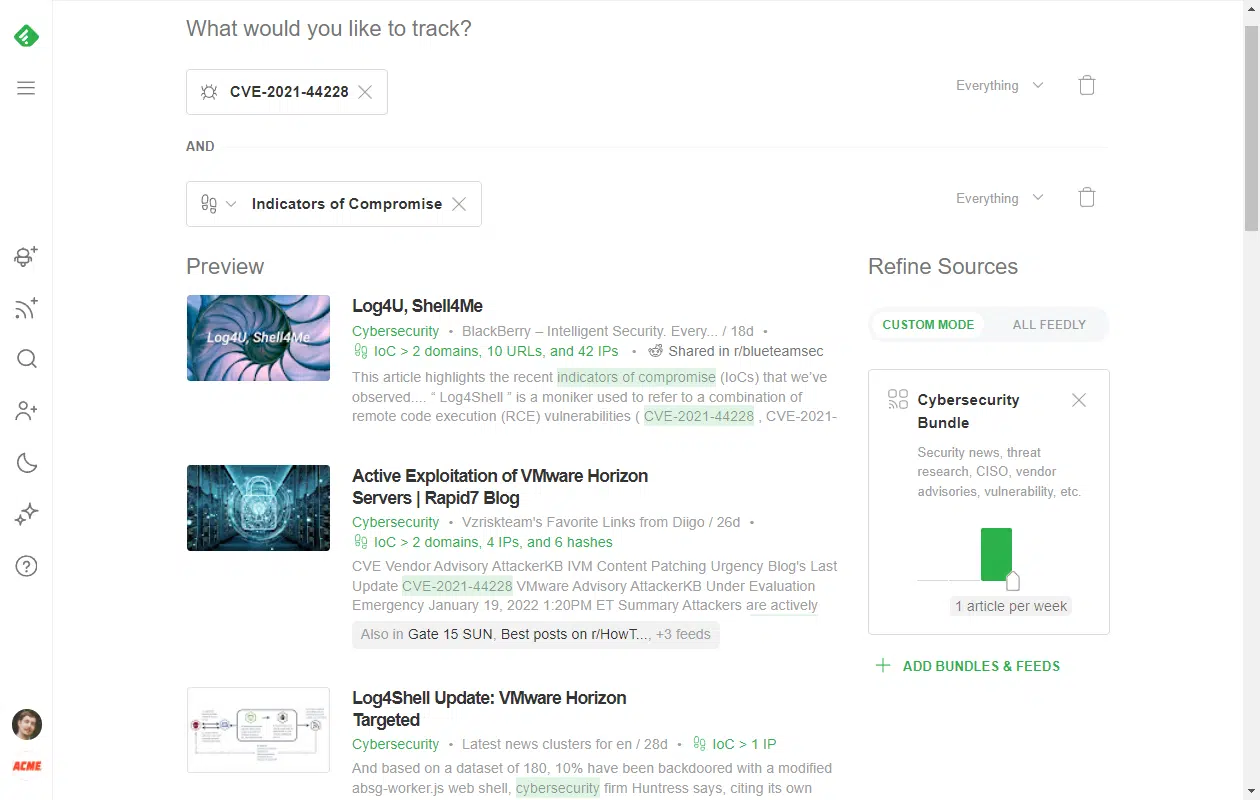 What would you like to track?
CVE-2021-44228
Everything
AND
Indicators of Compromise
Everything
Preview
Log4U, Shell4Me
Log4U, Shell4Me
Cybersecurity • BlackBerry – Intelligent Security. Every... / 18d •
IoC > 2 domains, 10 URLs, and 42 IPs • Shared in r/blueteamsec
This article highlights the recent indicators of compromise (IoCs) that we've
observed.... “ Log4Shell ” is a moniker used to refer to a combination of
remote code execution (RCE) vulnerabilities ( CVE-2021-44228 , CVE-2021-
Active Exploitation of VMware Horizon
Servers | Rapid7 Blog
Cybersecurity • Vzriskteam's Favorite Links from Diigo / 26d •
IoC > 2 domains, 4 IPs, and 6 hashes
CVE Vendor Advisory AttackerKB IVM Content Patching Urgency Blog's Last
Update CVE-2021-44228 VMware Advisory AttackerKB Under Evaluation
Emergency January 19, 2022 1:20PM ET Summary Attackers are actively
Also in Gate 15 SUN, Best posts on r/HowT..., +3 feeds
Log4Shell Update: VMware Horizon
Targeted
Cybersecurity • Latest news clusters for en / 28d • IoC > 1 IP
And based on a dataset of 180, 10% have been backdoored with a modified
absg-worker.js web shell, cybersecurity firm Huntress says, citing its own
Refine Sources
CUSTOM MODE
ALL FEEDLY
Cybersecurity
Bundle
Security news, threat
research, CISO, vendor
advisories, vulnerability, etc.
1 article per week
ADD BUNDLES & FEEDS
ACME